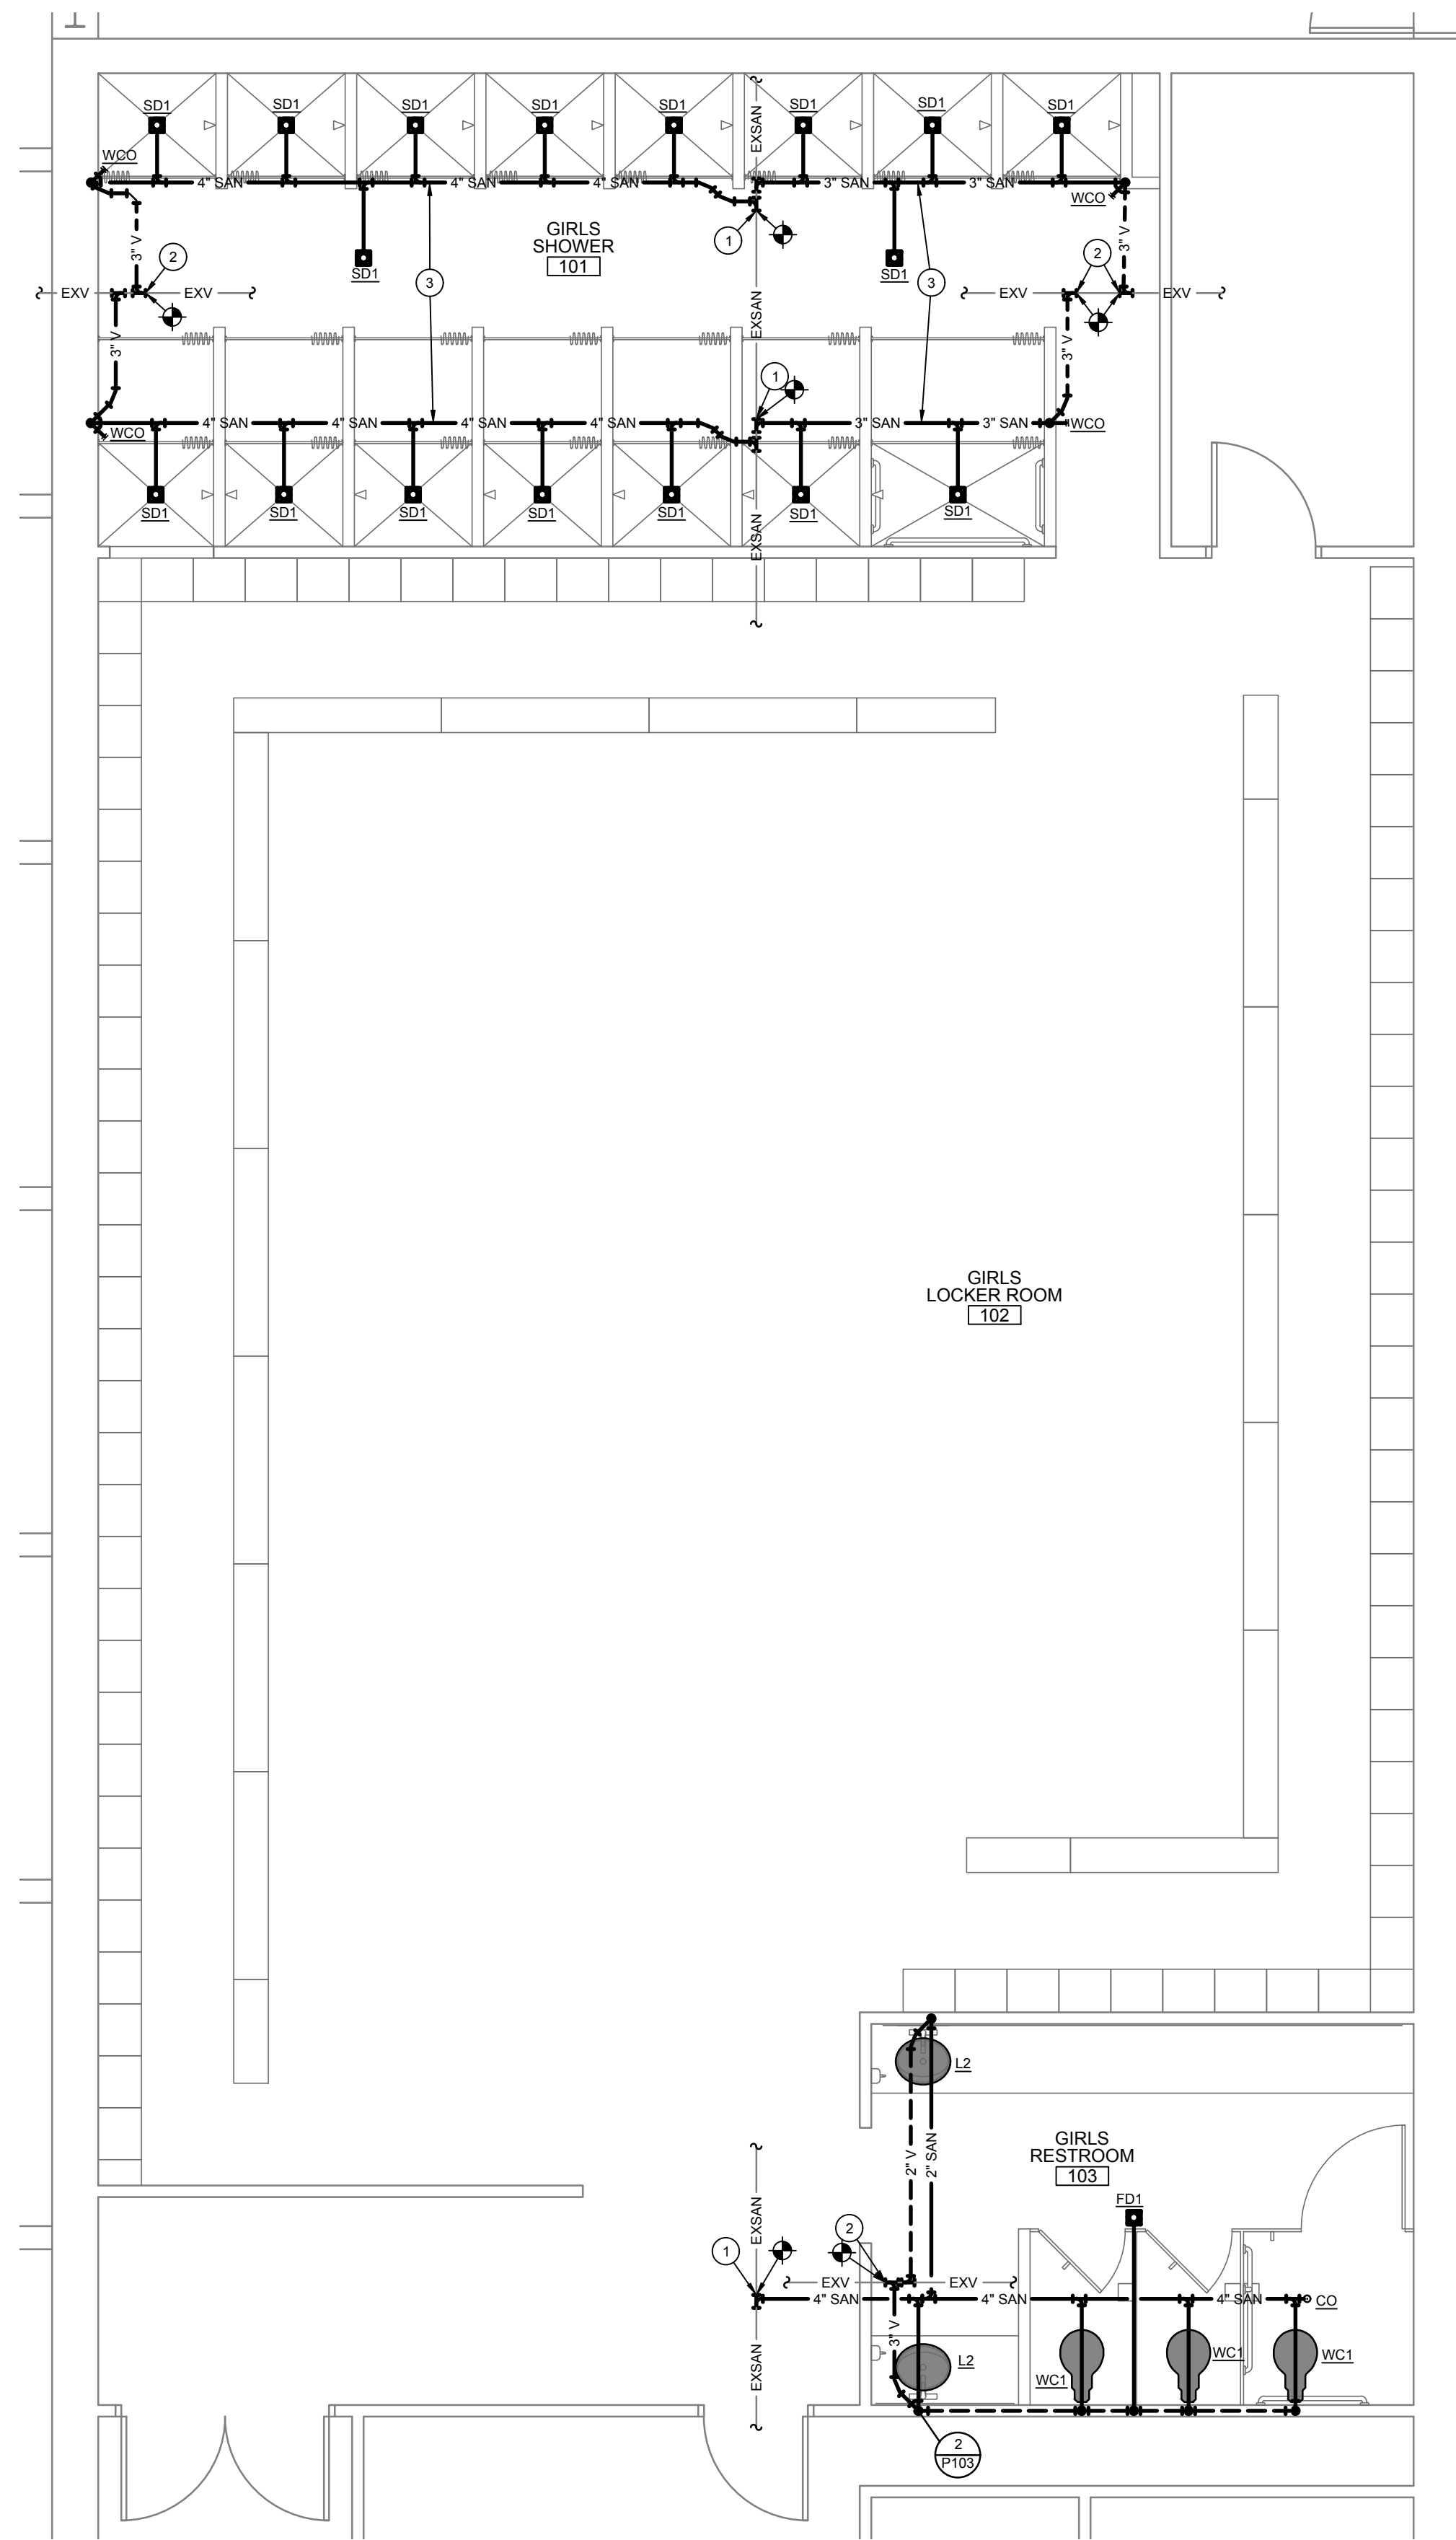 SD1
SD1
SD1
SD1
SD1
SD1
SD1
SD1
EXSAN
WCO
4" SAN
4" SAN
4" SAN
3" SAN
3" SAN
WCO
3" V
2
GIRLS
SHOWER
101
1
3" V
2
SD1
SD1
3
3
EXV
EXV
EXV
EXV
EXSAN
3" V
3" V
1
WCO
4" SAN
4" SAN
4" SAN
4" SAN
3" SAN
3" SAN
WCO
SD1
SD1
SD1
SD1
SD1
SD1
SD1
EXSAN
GIRLS
LOCKER ROOM
102
L2
GIRLS
RESTROOM
103
2" V
2" SAN
FD1
EXSAN
2
1
EXV
EXV
4" SAN
4" SAN
4" SAN
CO
3" V
EXSAN
L2
WC1
WC1
WC1
2
P103